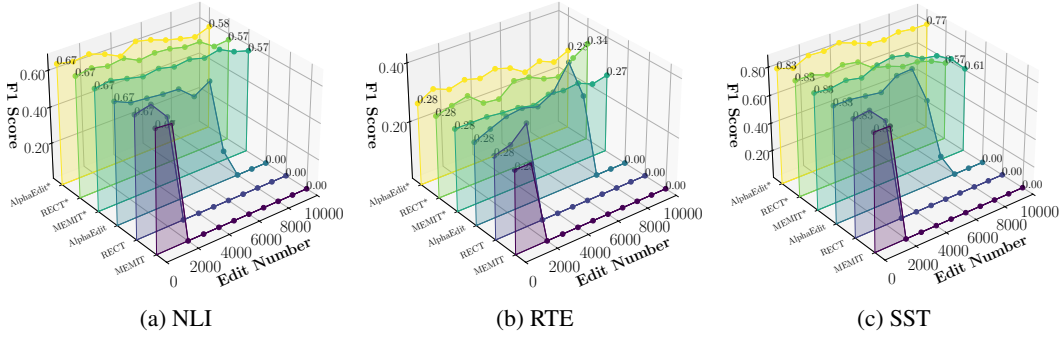 0.60
0.40
0.20
F1 Score
0.67
0.67
0.67
0.67
0.58
0.57
0.57
0.00
0.00
0.00
AlphaEdit*
RECT*
MEMIT*
AlphaEdit
RECT
MEMIT
0
2000
4000
6000
8000
10000
Edit Number
(a) NLI
0.40
0.20
F1 Score
0.28
0.28
0.28
0.28
0.28
0.28
0.34
0.27
0.00
0.00
0.00
AlphaEdit*
RECT*
MEMIT*
AlphaEdit
RECT
MEMIT
0
2000
4000
6000
8000
10000
Edit Number
(b) RTE
0.80
0.60
0.40
0.20
F1 Score
0.83
0.83
0.83
0.83
0.83
0.77
0.57
0.61
0.00
0.00
0.00
AlphaEdit*
RECT*
MEMIT*
AlphaEdit
RECT
MEMIT
0
2000
4000
6000
8000
10000
Edit Number
(c) SST